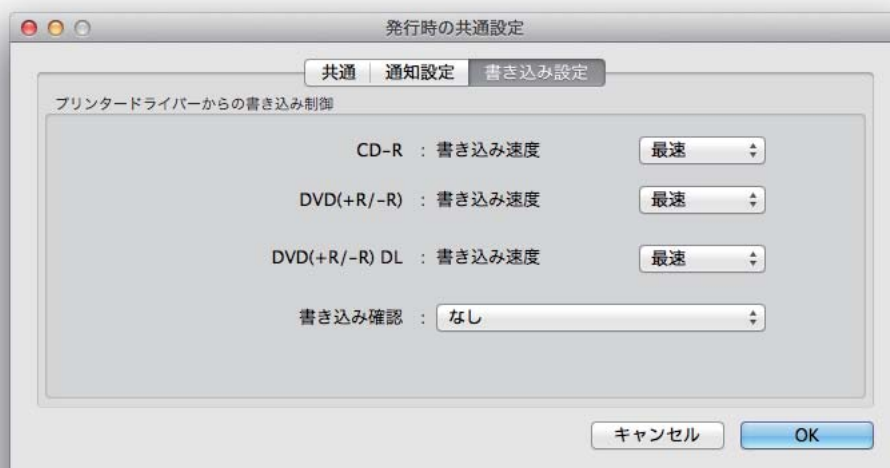 発行時の共通設定
共通 通知設定 書き込み設定
プリンタードライバーからの書き込み制御
CD-R : 書き込み速度 最速
DVD(+R/-R) : 書き込み速度 最速
DVD(+R/-R) DL : 書き込み速度 最速
書き込み確認 : なし
キャンセル OK